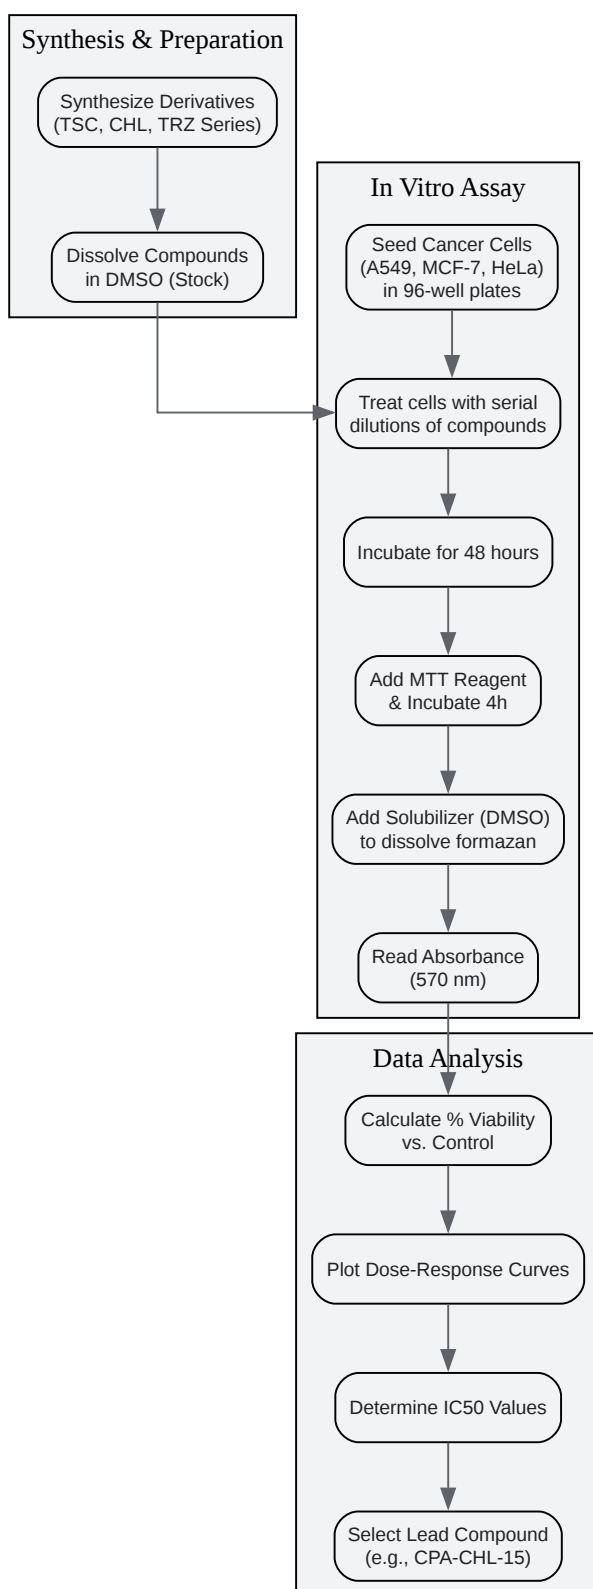 Synthesis & Preparation
Synthesize Derivatives
(TSC, CHL, TRZ Series)
Dissolve Compounds
in DMSO (Stock)
In Vitro Assay
Seed Cancer Cells
(A549, MCF-7, HeLa)
in 96-well plates
Treat cells with serial
dilutions of compounds
Incubate for 48 hours
Add MTT Reagent
& Incubate 4h
Add Solubilizer (DMSO)
to dissolve formazan
Read Absorbance
(570 nm)
Data Analysis
Calculate % Viability
vs. Control
Plot Dose-Response Curves
Determine IC50 Values
Select Lead Compound
(e.g., CPA-CHL-15)